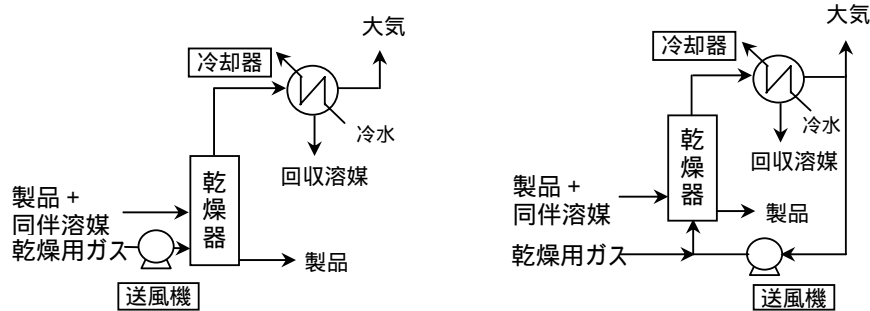 大気
冷却器
冷水
回収溶媒
乾燥器
製品 +
同伴溶媒
乾燥用ガス
製品
送風機
大気
冷却器
冷水
回収溶媒
乾燥器
製品 +
同伴溶媒
製品
乾燥用ガス
送風機